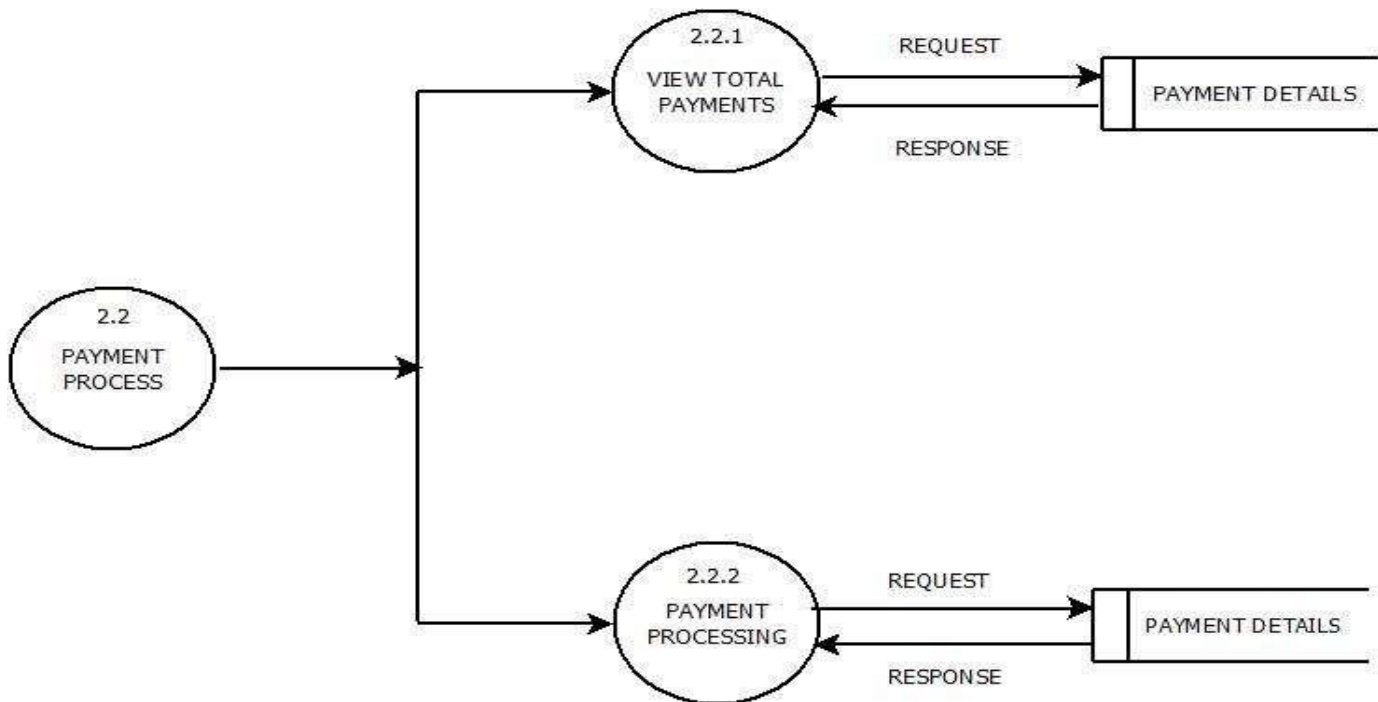 2.2.1
VIEW TOTAL
PAYMENTS
REQUEST
RESPONSE
PAYMENT DETAILS
2.2
PAYMENT
PROCESS
2.2.2
PAYMENT
PROCESSING
REQUEST
RESPONSE
PAYMENT DETAILS